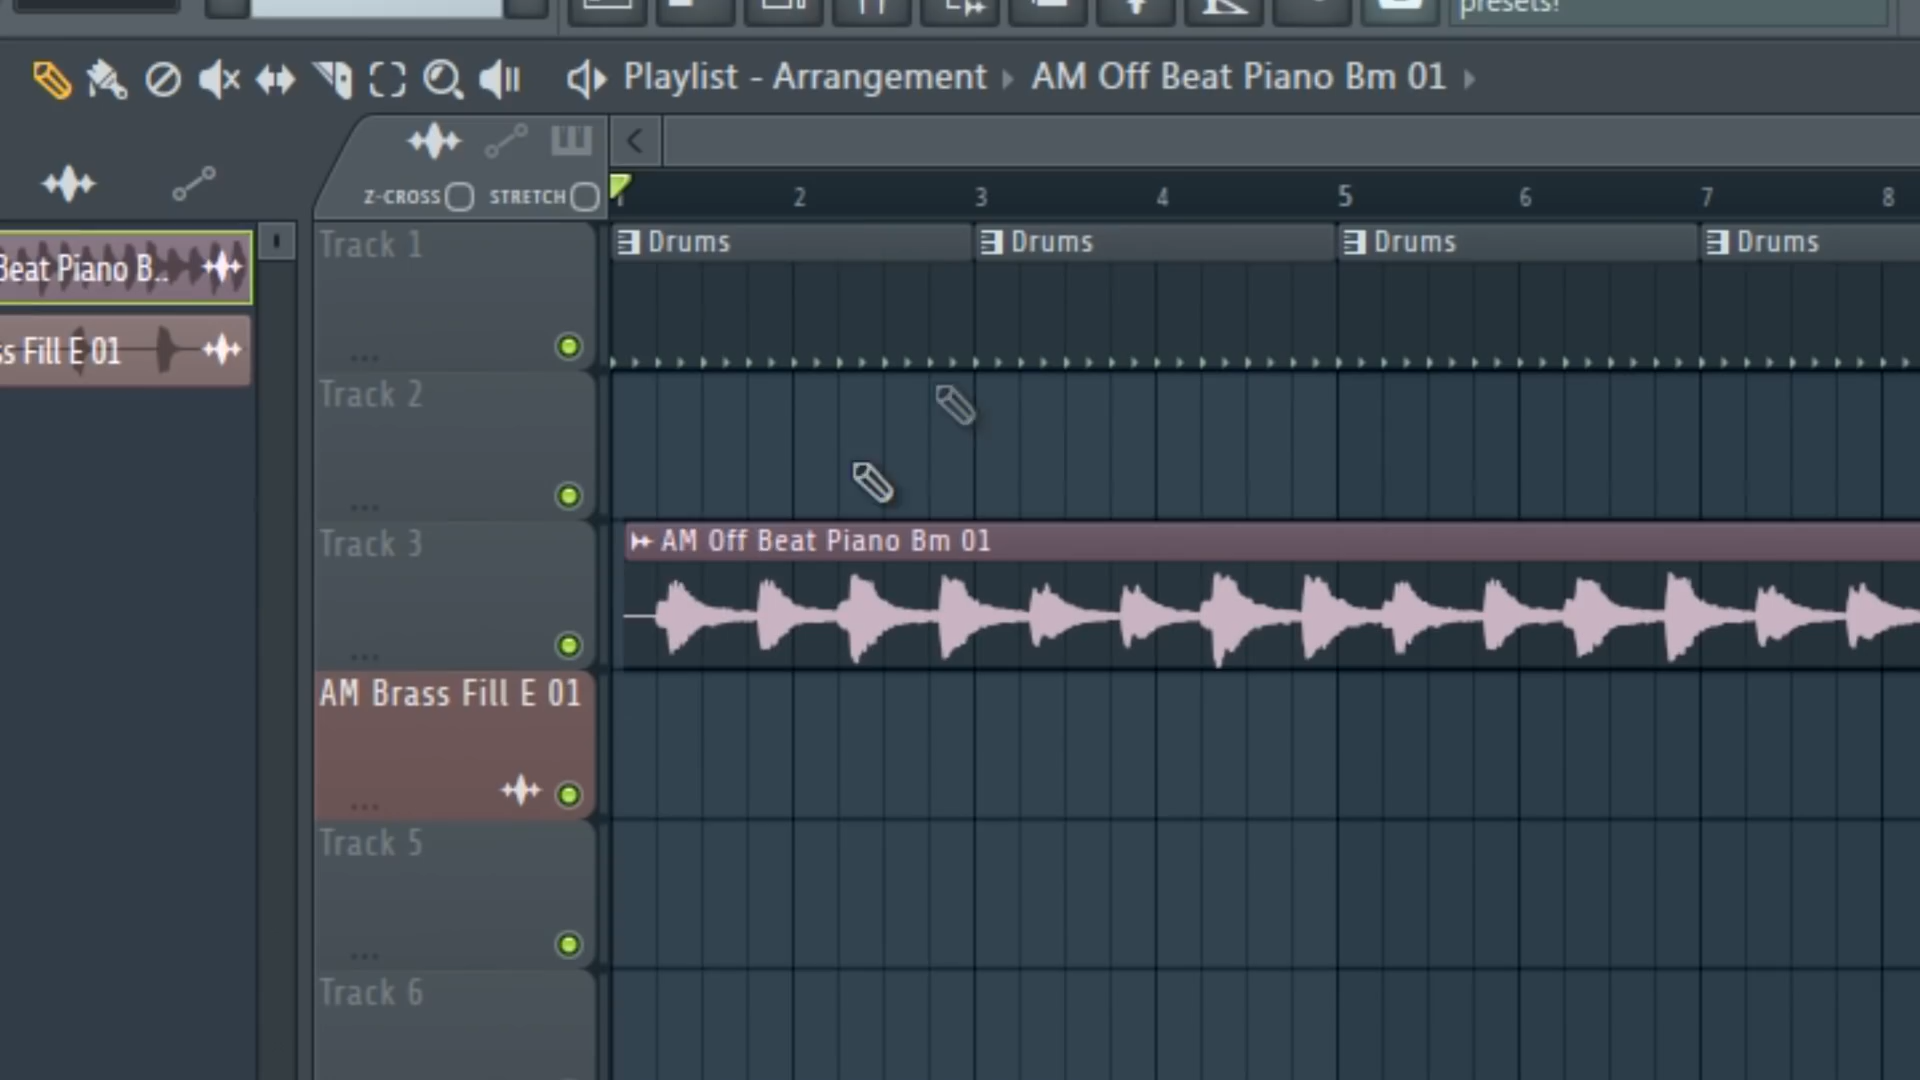 presets!
Playlist - Arrangement ▸ AM Off Beat Piano Bm 01 ▸
Z-CROSS STRETCH
1 2 3 4 5 6 7 8
Beat Piano B..
Fill E 01
Track 1
Drums Drums Drums Drums
Track 2
Track 3
AM Off Beat Piano Bm 01
AM Brass Fill E 01
Track 5
Track 6